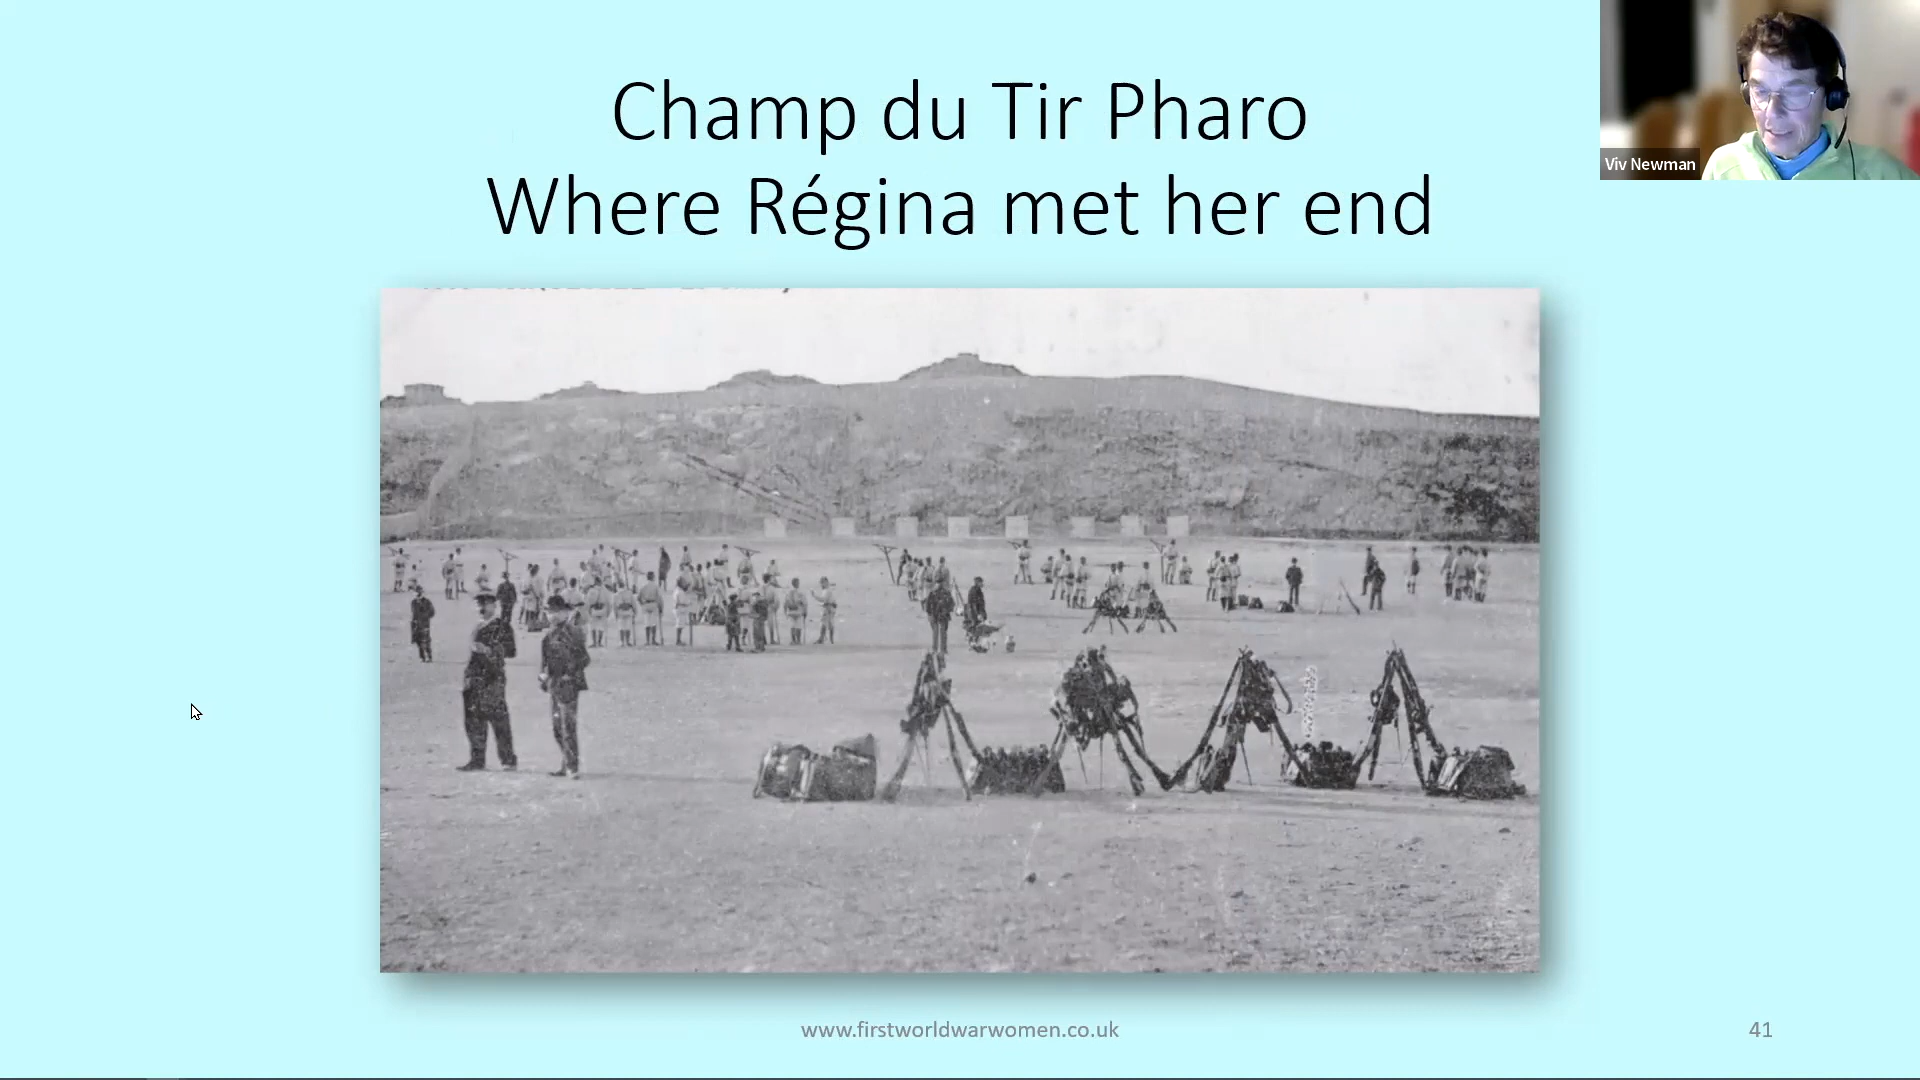 Champ du Tir Pharo
Where Régina met her end
Viv Newman
www.firstworldwarwomen.co.uk
41